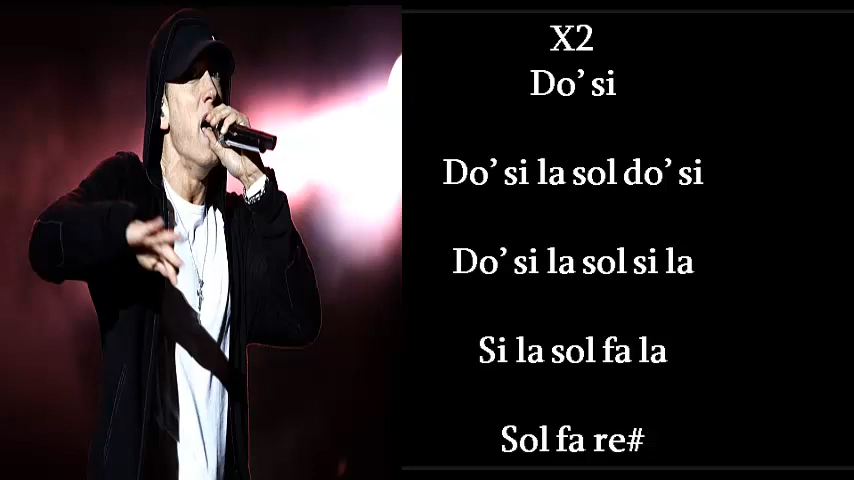 X2
Do’ si
Do’ si la sol do’ si
Do’ si la sol si la
Si la sol fa la
Sol fa re#